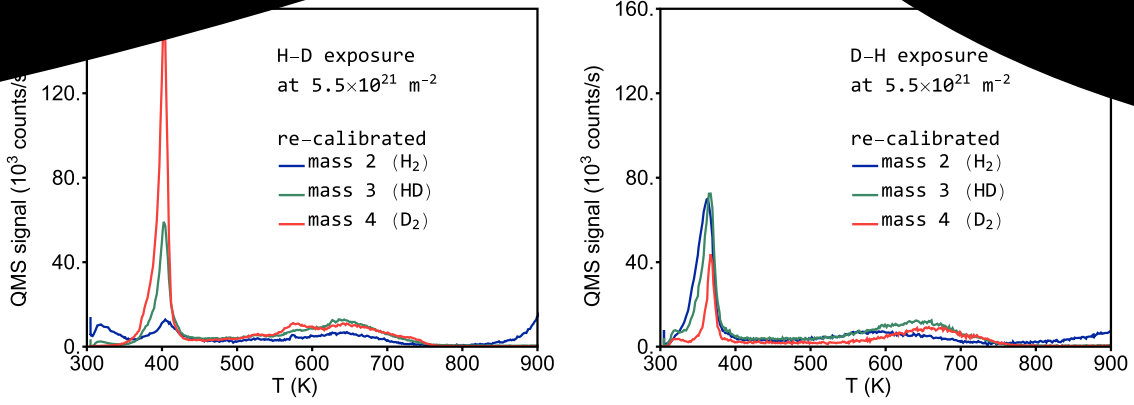 H–D exposure
at 5.5×10²¹ m⁻²
re–calibrated
mass 2 (H₂)
mass 3 (HD)
mass 4 (D₂)
QMS signal (10³ counts/s
120.
80.
40.
0
300 400 500 600 700 800 900
T (K)
160.
D–H exposure
at 5.5×10²¹ m⁻²
re–calibrated
mass 2 (H₂)
mass 3 (HD)
mass 4 (D₂)
QMS signal (10³ counts/s)
120.
80.
40.
0
300 400 500 600 700 800 900
T (K)